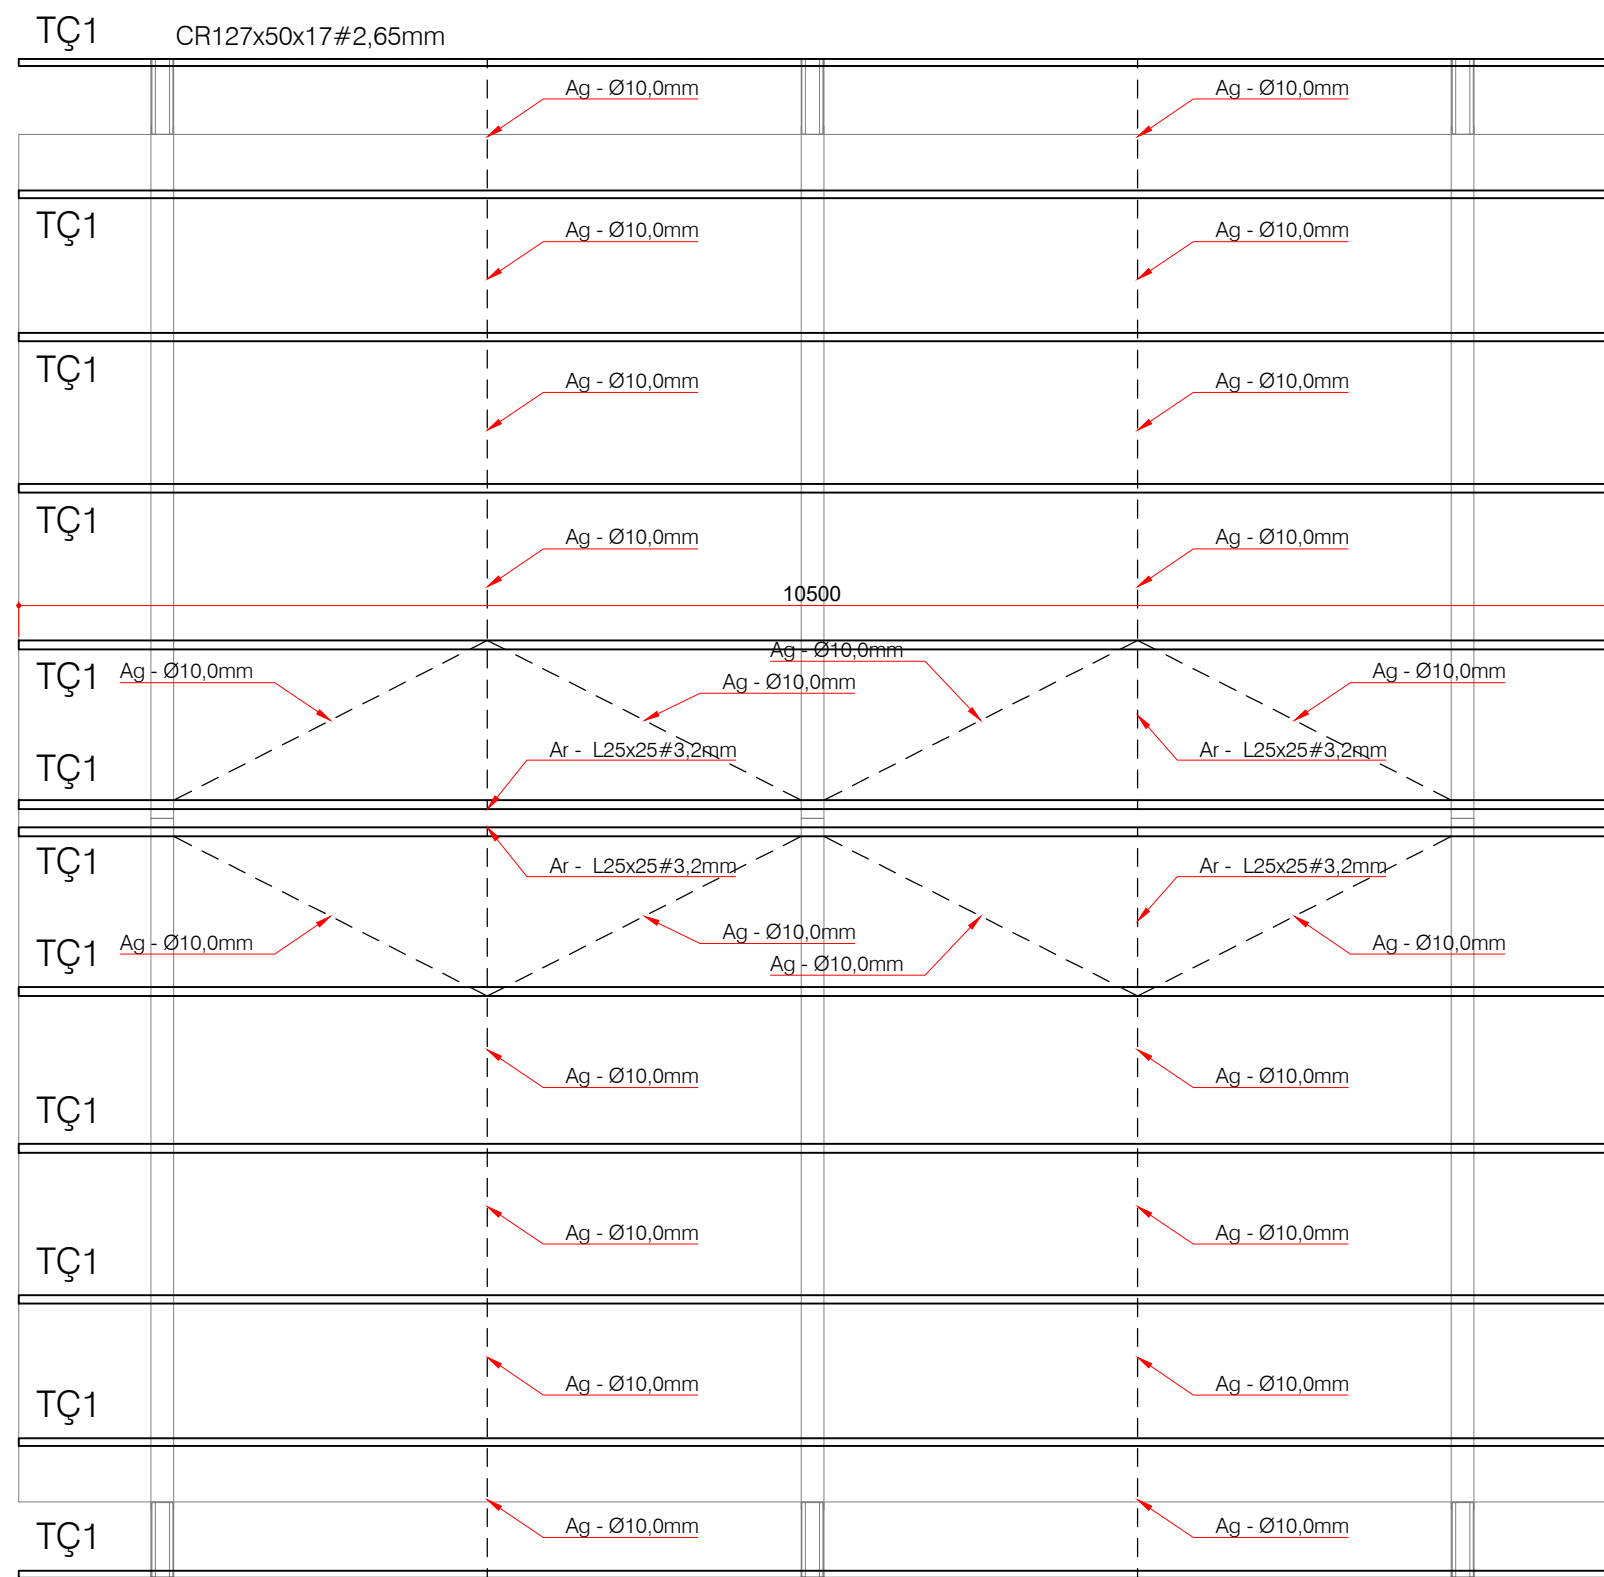 TÇ1 CR127x50x17#2,65mm
Ag - Ø10,0mm Ag - Ø10,0mm
TÇ1 Ag - Ø10,0mm Ag - Ø10,0mm
TÇ1 Ag - Ø10,0mm Ag - Ø10,0mm
TÇ1 Ag - Ø10,0mm Ag - Ø10,0mm
10500
Ag - Ø10,0mm
TÇ1 Ag - Ø10,0mm Ag - Ø10,0mm Ag - Ø10,0mm
TÇ1 Ar - L25x25#3,2mm Ar - L25x25#3,2mm
TÇ1 Ar - L25x25#3,2mm Ar - L25x25#3,2mm
Ag - Ø10,0mm
TÇ1 Ag - Ø10,0mm Ag - Ø10,0mm
Ag - Ø10,0mm
Ag - Ø10,0mm Ag - Ø10,0mm
TÇ1
Ag - Ø10,0mm Ag - Ø10,0mm
TÇ1
Ag - Ø10,0mm Ag - Ø10,0mm
TÇ1
Ag - Ø10,0mm Ag - Ø10,0mm
TÇ1